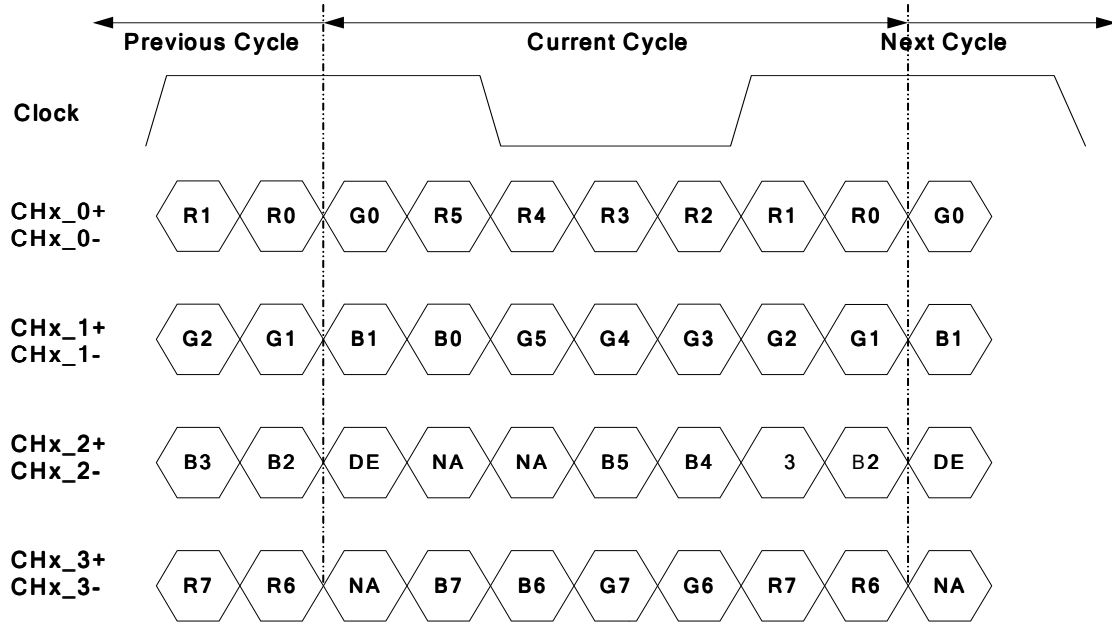 Previous Cycle Current Cycle Next Cycle
Clock
CHx_0+
CHx_0-
R1 R0 G0 R5 R4 R3 R2 R1 R0 G0
CHx_1+
CHx_1-
G2 G1 B1 B0 G5 G4 G3 G2 G1 B1
CHx_2+
CHx_2-
B3 B2 DE NA NA B5 B4 3 B2 DE
CHx_3+
CHx_3-
R7 R6 NA B7 B6 G7 G6 R7 R6 NA